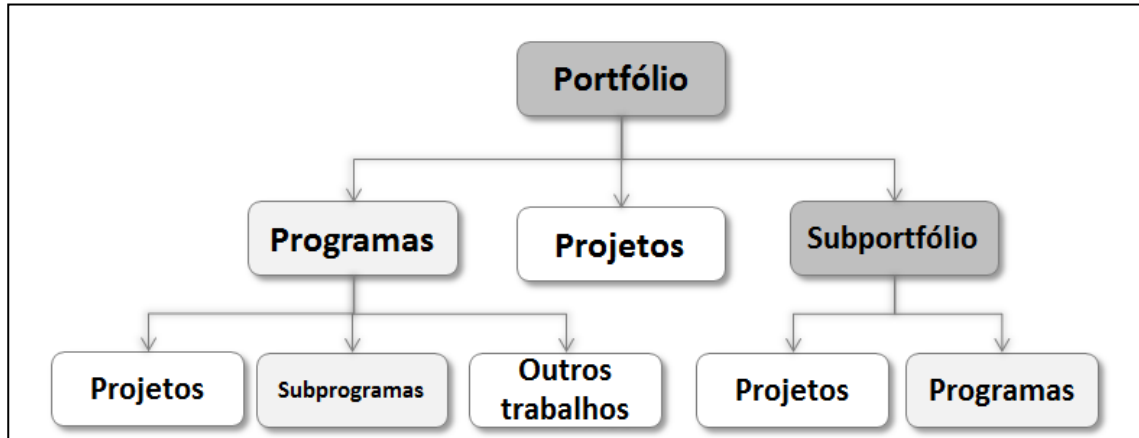 Portfólio
Programas
Projetos
Subportfólio
Projetos
Subprogramas
Outros
trabalhos
Projetos
Programas